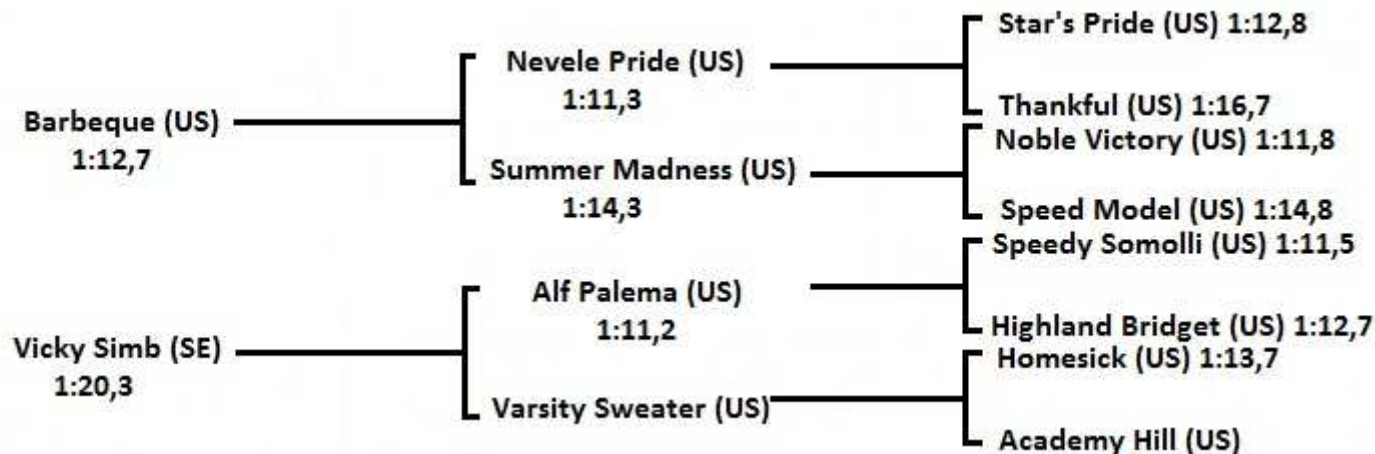 Star's Pride (US) 1:12,8
Nevele Pride (US)
1:11,3
Thankful (US) 1:16,7
Barbeque (US)
1:12,7
Noble Victory (US) 1:11,8
Summer Madness (US)
1:14,3
Speed Model (US) 1:14,8
Speedy Somolli (US) 1:11,5
Alf Palema (US)
1:11,2
Highland Bridget (US) 1:12,7
Vicky Simb (SE)
1:20,3
Homesick (US) 1:13,7
Varsity Sweater (US)
Academy Hill (US)